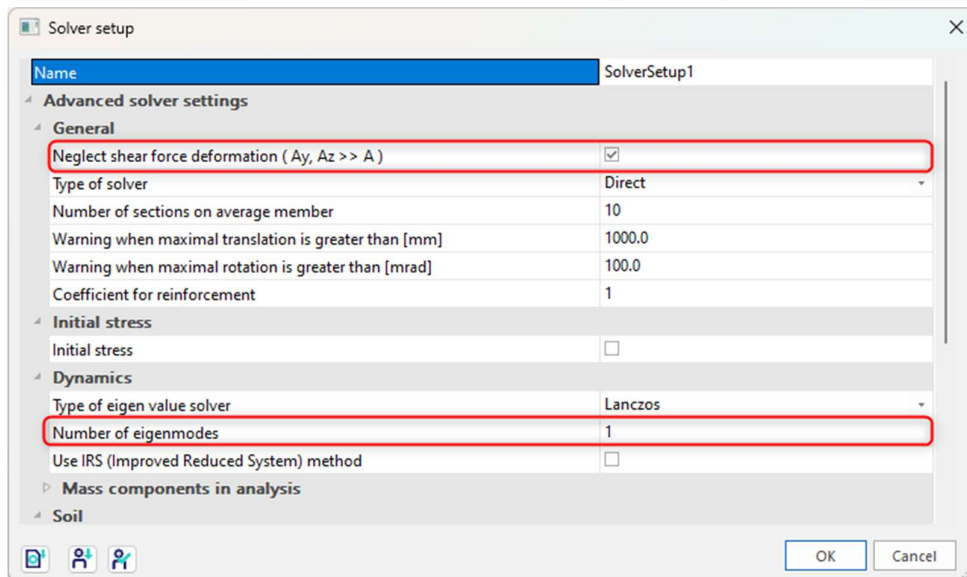 Solver setup
Name SolverSetup1
Advanced solver settings
General
Neglect shear force deformation ( Ay, Az >> A )
Type of solver Direct
Number of sections on average member 10
Warning when maximal translation is greater than [mm] 1000.0
Warning when maximal rotation is greater than [mrad] 100.0
Coefficient for reinforcement 1
Initial stress
Initial stress
Dynamics
Type of eigen value solver Lanczos
Number of eigenmodes 1
Use IRS (Improved Reduced System) method
Mass components in analysis
Soil
OK Cancel